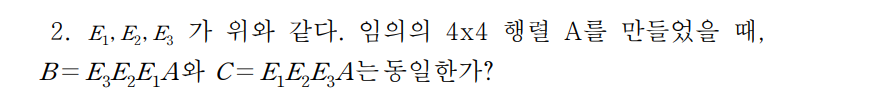 2. E₁, E₂, E₃ 가 위와 같다. 임의의 4x4 행렬 A를 만들었을 때,
B= E₃E₂E₁A와 C= E₁E₂E₃A는 동일한가?